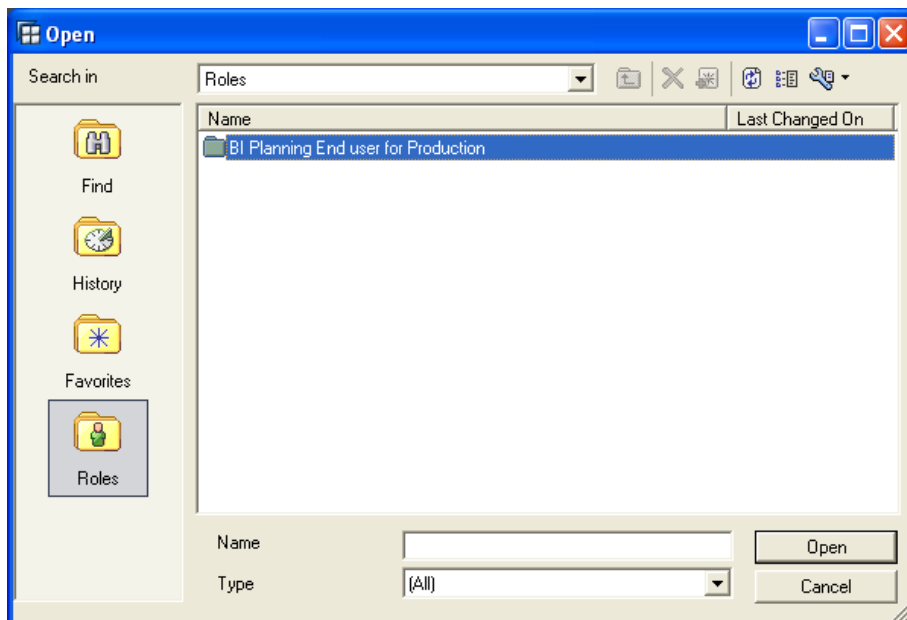 Open
Search in
Roles
Name
Last Changed On
BI Planning End user for Production
Find
History
Favorites
Roles
Name
Open
Type
(All)
Cancel